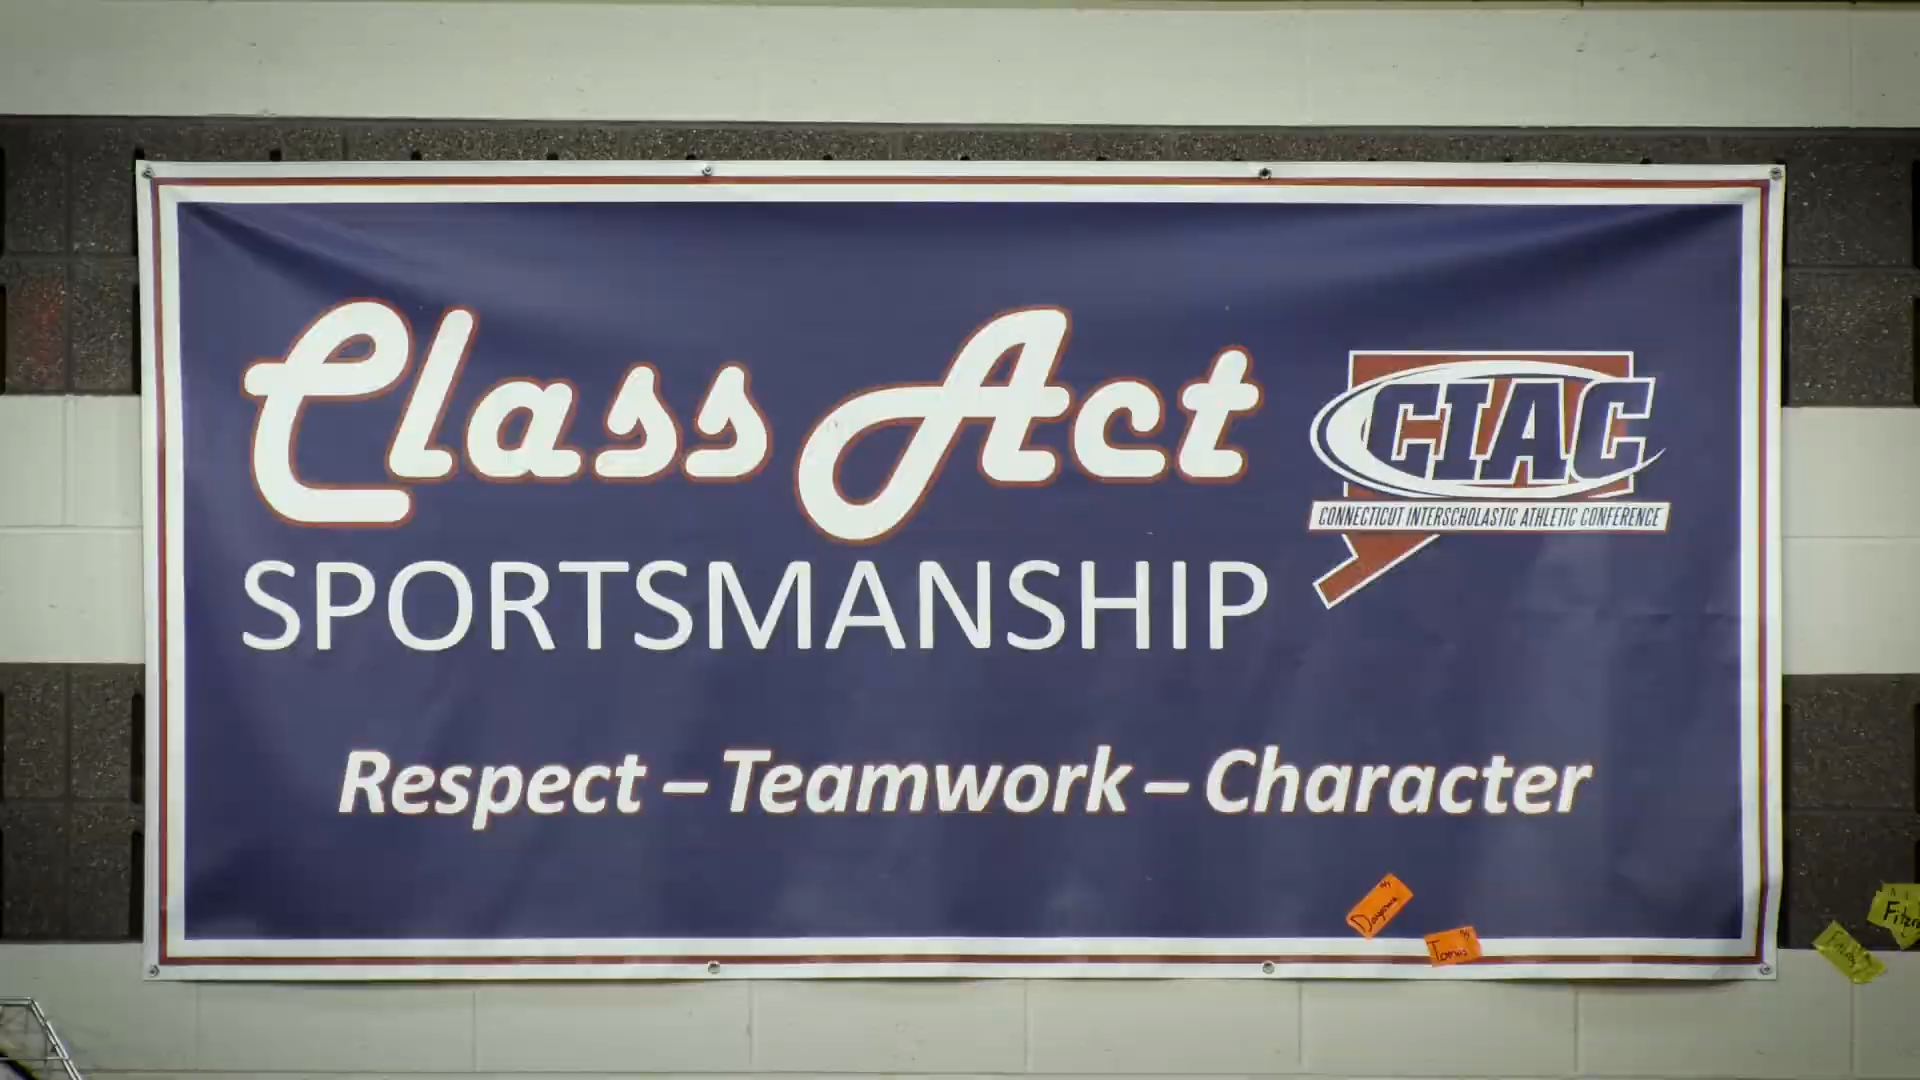 Class Act
CIAC
CONNECTICUT INTERSCHOLASTIC ATHLETIC CONFERENCE
SPORTSMANSHIP
Respect – Teamwork – Character